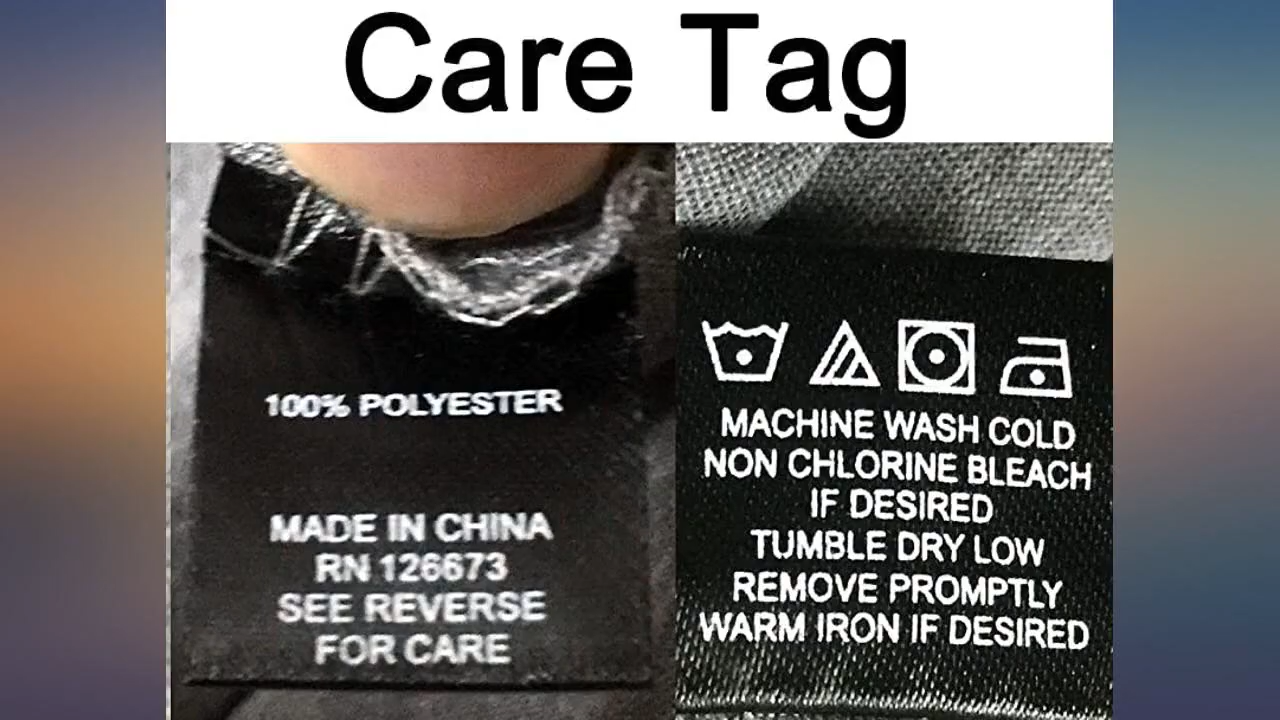 Care Tag
100% POLYESTER
MADE IN CHINA
RN 126673
SEE REVERSE
FOR CARE
MACHINE WASH COLD
NON CHLORINE BLEACH
IF DESIRED
TUMBLE DRY LOW
REMOVE PROMPTLY
WARM IRON IF DESIRED